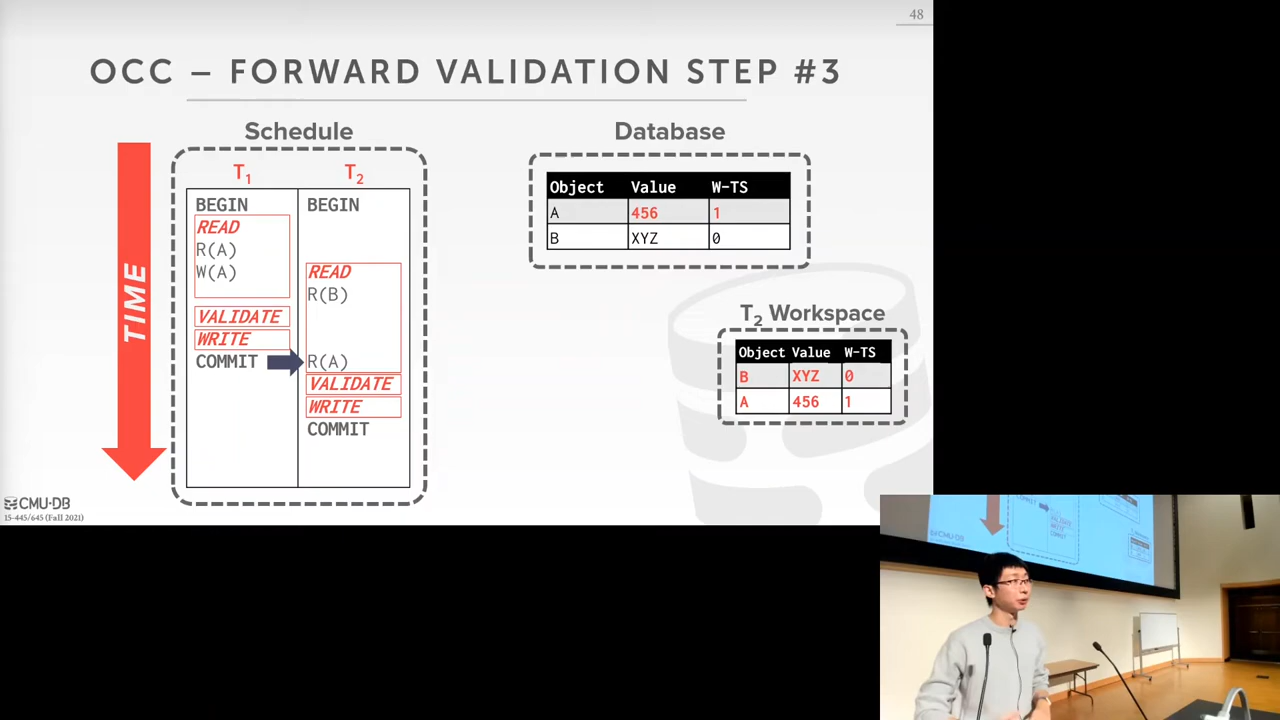 48
OCC – FORWARD VALIDATION STEP #3
Schedule
T1 T2
BEGIN BEGIN
READ
R(A)
W(A) READ
R(B)
VALIDATE
WRITE
COMMIT R(A)
VALIDATE
WRITE
COMMIT
TIME
Database
Object Value W-TS
A 456 1
B XYZ 0
T2 Workspace
Object Value W-TS
B XYZ 0
A 456 1
CMU·DB
15-445/645 (Fall 2021)